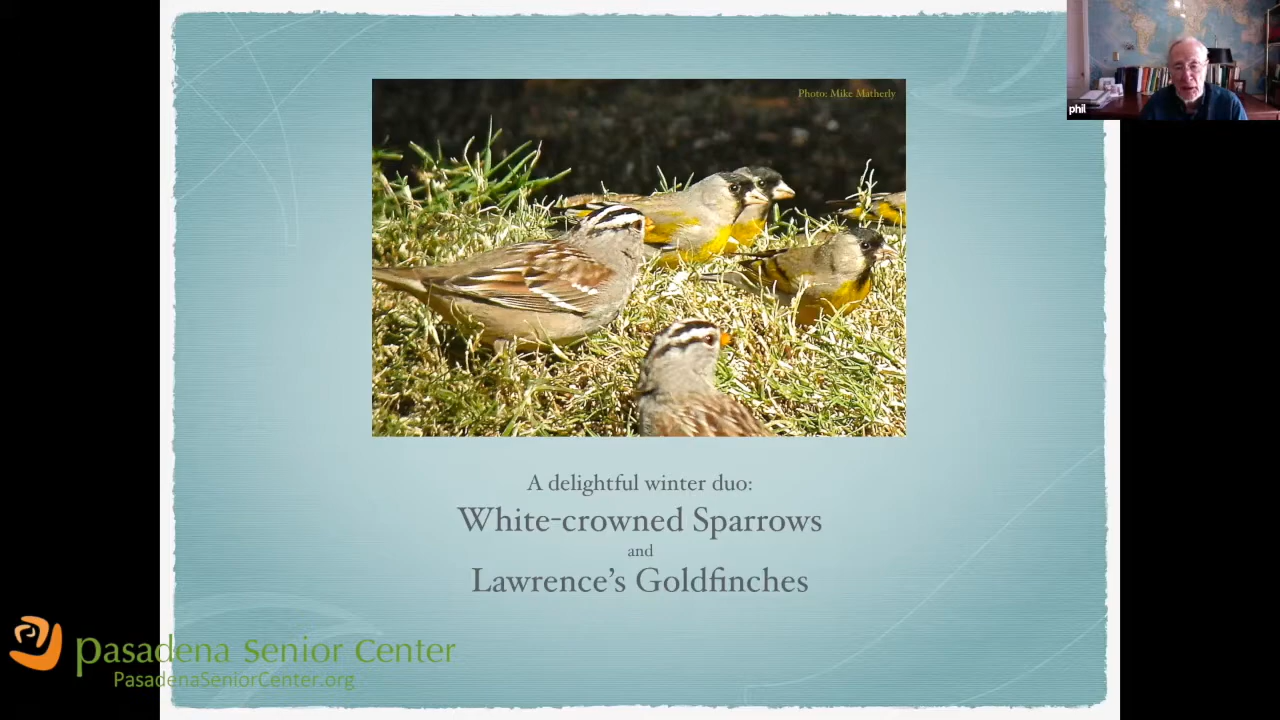 Photo: Mike Matherly
phil
A delightful winter duo:
White-crowned Sparrows
and
Lawrence’s Goldfinches
pasadena senior center
PasadenaSeniorCenter.org